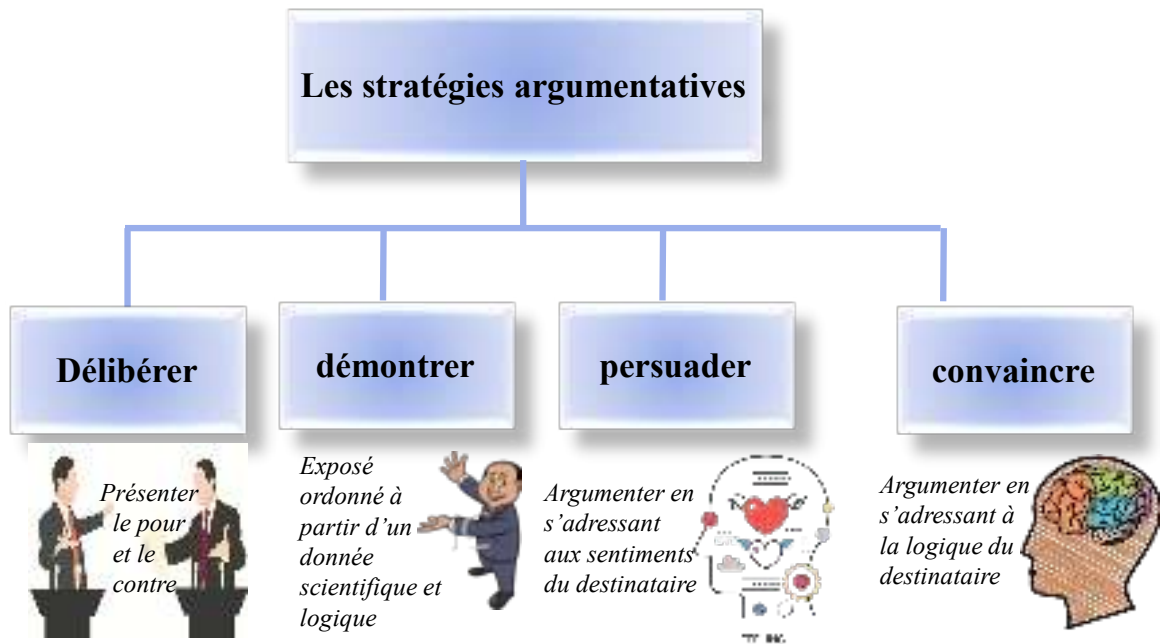 Les stratégies argumentatives
Délibérer
démontrer
persuader
convaincre
Présenter
le pour
et le
contre
Exposé
ordonné à
partir d’un
donnée
scientifique et
logique
Argumenter en
s’adressant
aux sentiments
du destinataire
Argumenter en
s’adressant à
la logique du
destinataire